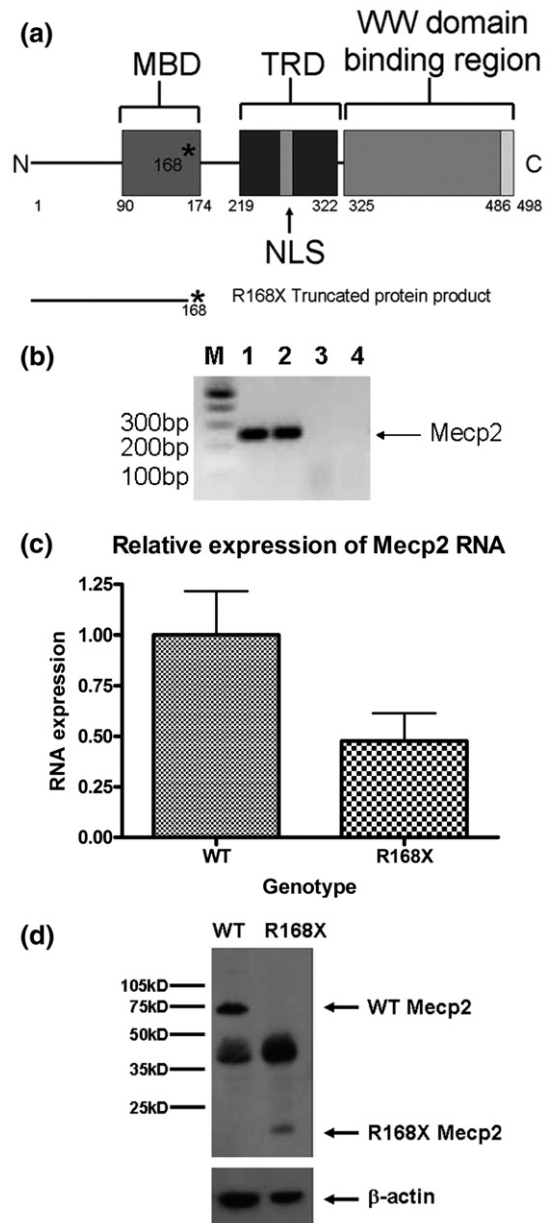 (a)
WW domain
binding region
MBD
TRD
N
168
*
C
1
90
174
219
322
325
486
498
NLS
*
168
R168X Truncated protein product
(b)
M 1 2 3 4
300bp
200bp
100bp
Mecp2
(c)
Relative expression of Mecp2 RNA
RNA expression
1.25
1.00
0.75
0.50
0.25
0.00
WT
R168X
Genotype
(d)
WT R168X
105kD
75kD
50kD
35kD
25kD
WT Mecp2
R168X Mecp2
β-actin